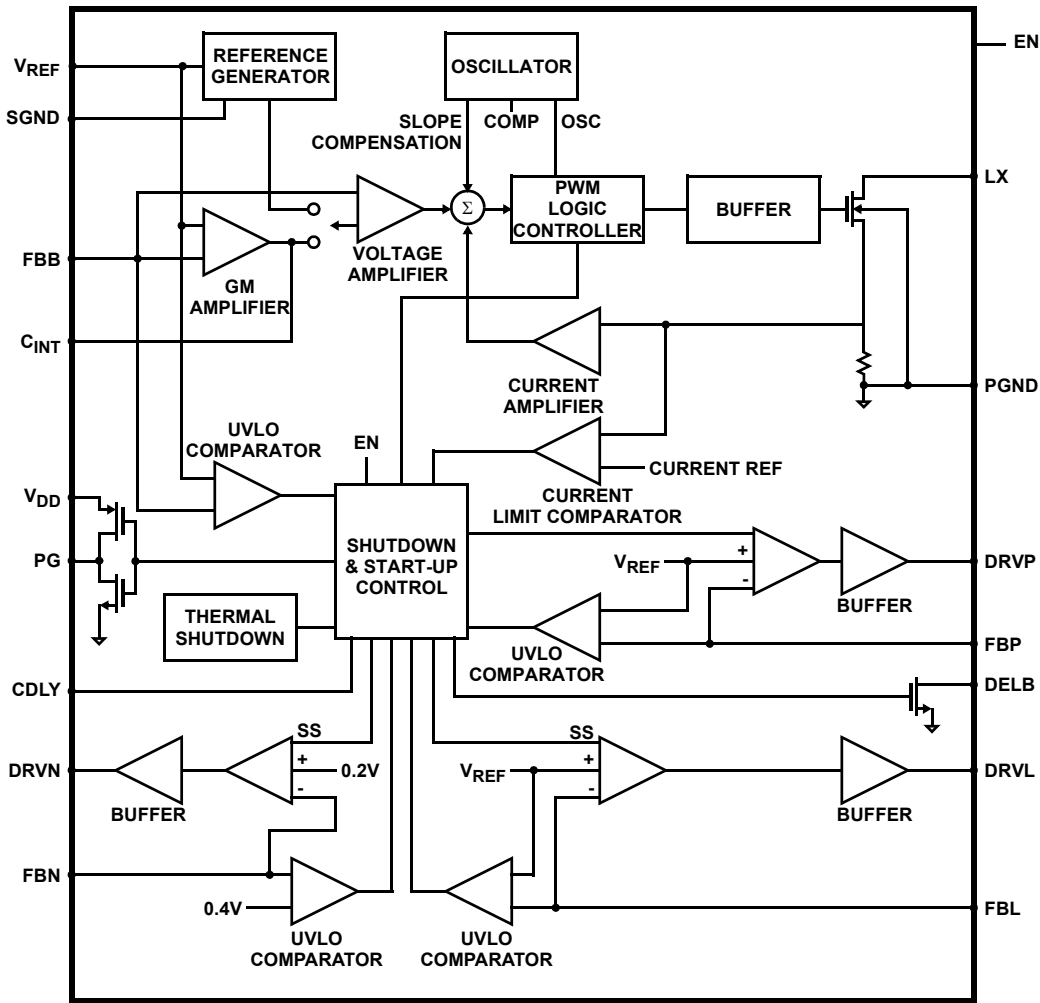 REFERENCE
GENERATOR
OSCILLATOR
EN
VREF
SGND
SLOPE
COMPENSATION
COMP
OSC
LX
PWM
LOGIC
CONTROLLER
BUFFER
Σ
VOLTAGE
AMPLIFIER
FBB
GM
AMPLIFIER
CINT
CURRENT
AMPLIFIER
PGND
UVLO
COMPARATOR
EN
CURRENT REF
CURRENT
LIMIT COMPARATOR
VDD
PG
SHUTDOWN
& START-UP
CONTROL
VREF
+
-
BUFFER
DRVP
THERMAL
SHUTDOWN
UVLO
COMPARATOR
FBP
CDLY
DELB
SS
+
0.2V
-
DRVN
BUFFER
SS
VREF
+
-
BUFFER
DRVL
FBN
0.4V
UVLO
COMPARATOR
UVLO
COMPARATOR
FBL